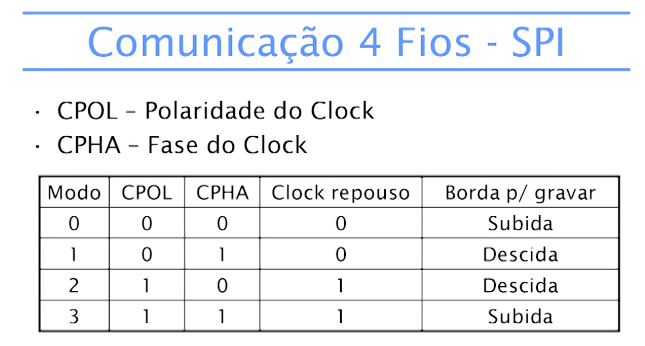 Comunicação 4 Fios - SPI
· CPOL – Polaridade do Clock
· CPHA – Fase do Clock
Modo CPOL CPHA Clock repouso Borda p/ gravar
0 0 0 0 Subida
1 0 1 0 Descida
2 1 0 1 Descida
3 1 1 1 Subida